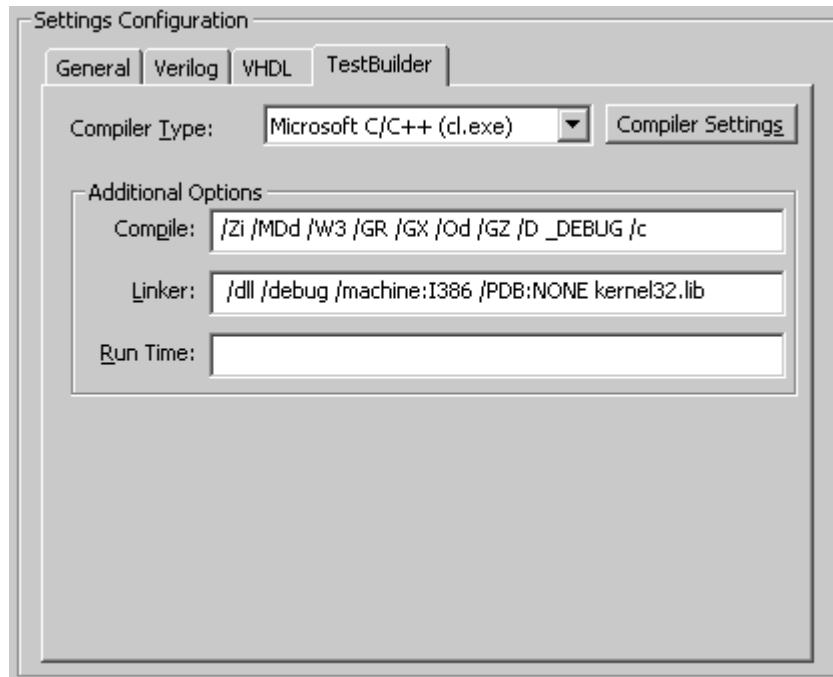 Settings Configuration
General Verilog VHDL TestBuilder
Compiler Type: Microsoft C/C++ (cl.exe) Compiler Settings
Additional Options
Compile: /Zi /MDd /W3 /GR /GX /Od /GZ /D _DEBUG /c
Linker: /dll /debug /machine:I386 /PDB:NONE kernel32.lib
Run Time: